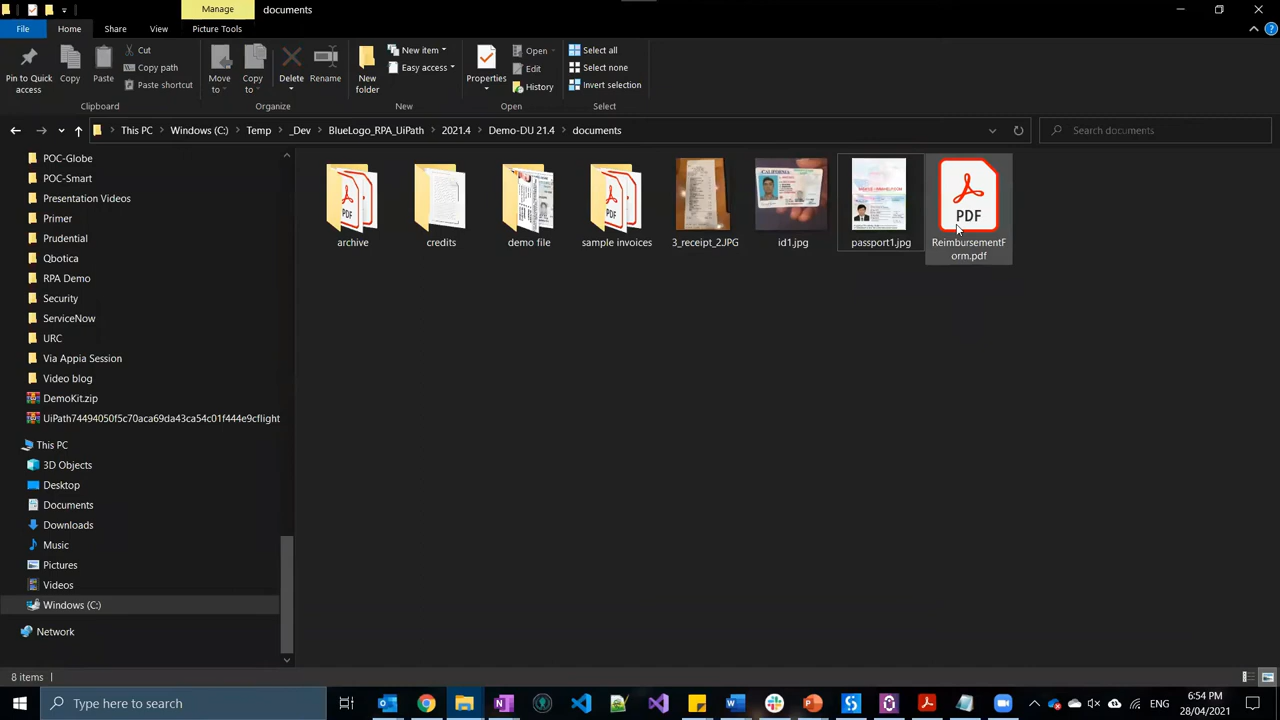 Manage
documents
File
Home
Share
View
Picture Tools
Pin to Quick access
Copy
Paste
Cut
Copy path
Paste shortcut
Move to
Copy to
Delete
Rename
New folder
New item
Easy access
Properties
Open
Edit
History
Select all
Select none
Invert selection
Clipboard
Organize
New
Open
Select
This PC
Windows (C:)
Temp
_Dev
BlueLogo_RPA_UiPath
2021.4
Demo-DU 21.4
documents
Search documents
POC-Globe
POC-Smart
Presentation Videos
Primer
Prudential
Qbotica
RPA Demo
Security
ServiceNow
URC
Via Appia Session
Video blog
DemoKit.zip
UiPath74494050f5c70aca69da43ca54c01f444e9cflight
This PC
3D Objects
Desktop
Documents
Downloads
Music
Pictures
Videos
Windows (C:)
Network
PDF
archive
credits
demo file
PDF
sample invoices
3_receipt_2.JPG
CALIFORNIA
id1.jpg
passport1.jpg
PDF
ReimbursementF
orm.pdf
8 items
Type here to search
6:54 PM
28/04/2021